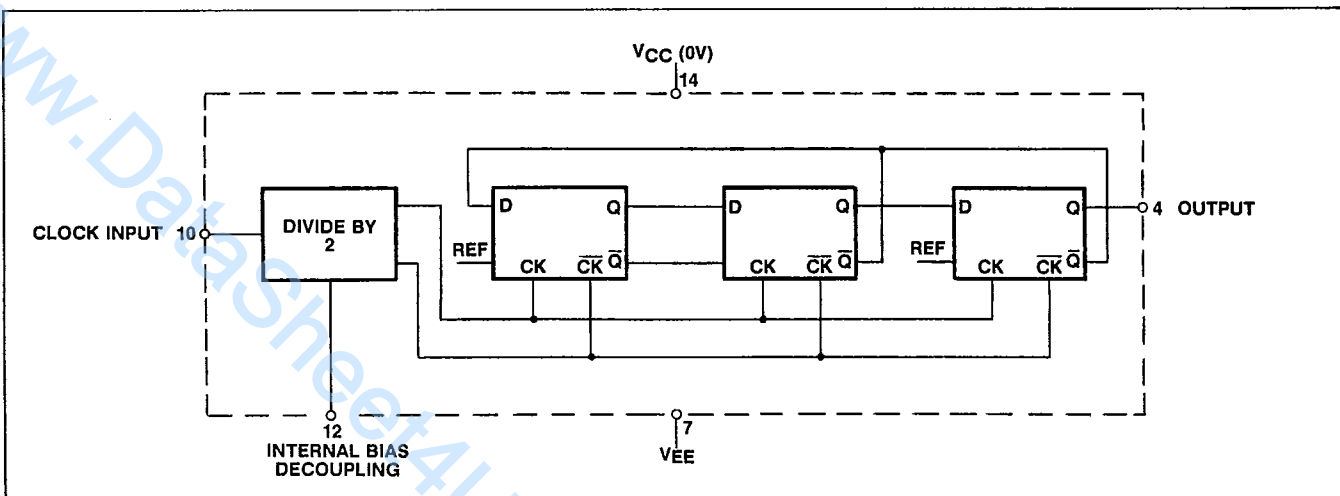 www.DataSheet4U
VCC (0V)
14
CLOCK INPUT 10
DIVIDE BY
2
D Q
REF
CK CK Q
D Q
CK CK Q
D Q
REF
CK CK Q
4 OUTPUT
12
INTERNAL BIAS
DECOUPLING
7
VEE